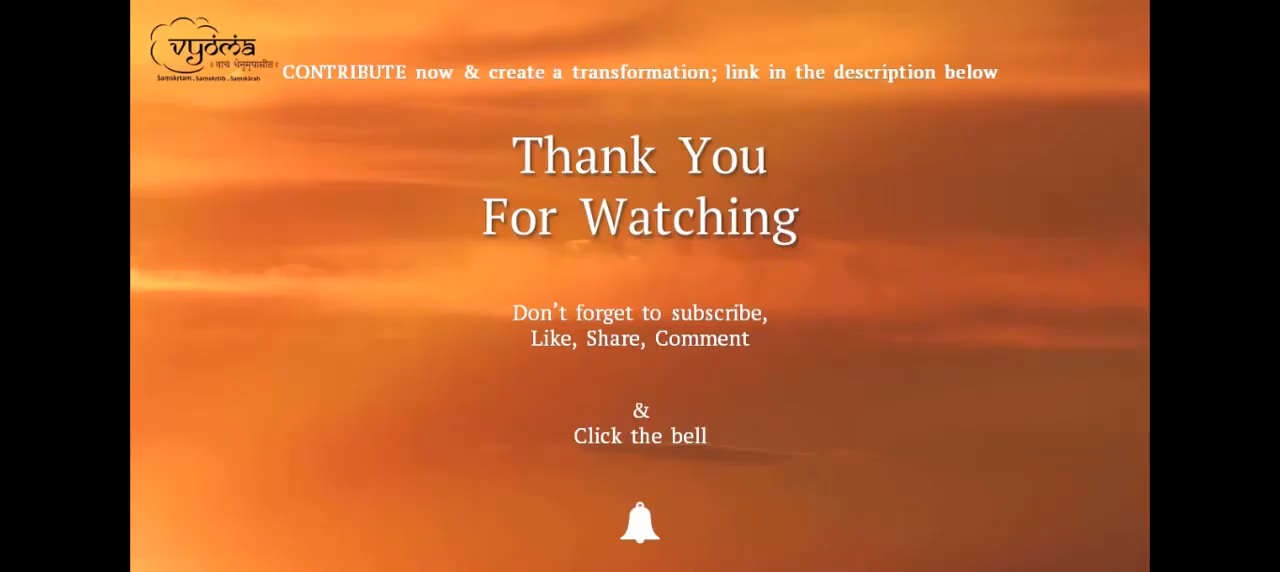 vyoma
॥ वाचं धेनुमुपासीत ॥
Samskrtam . Samskrtih . Samskarah
CONTRIBUTE now & create a transformation; link in the description below
Thank You
For Watching
Don’t forget to subscribe,
Like, Share, Comment
&
Click the bell